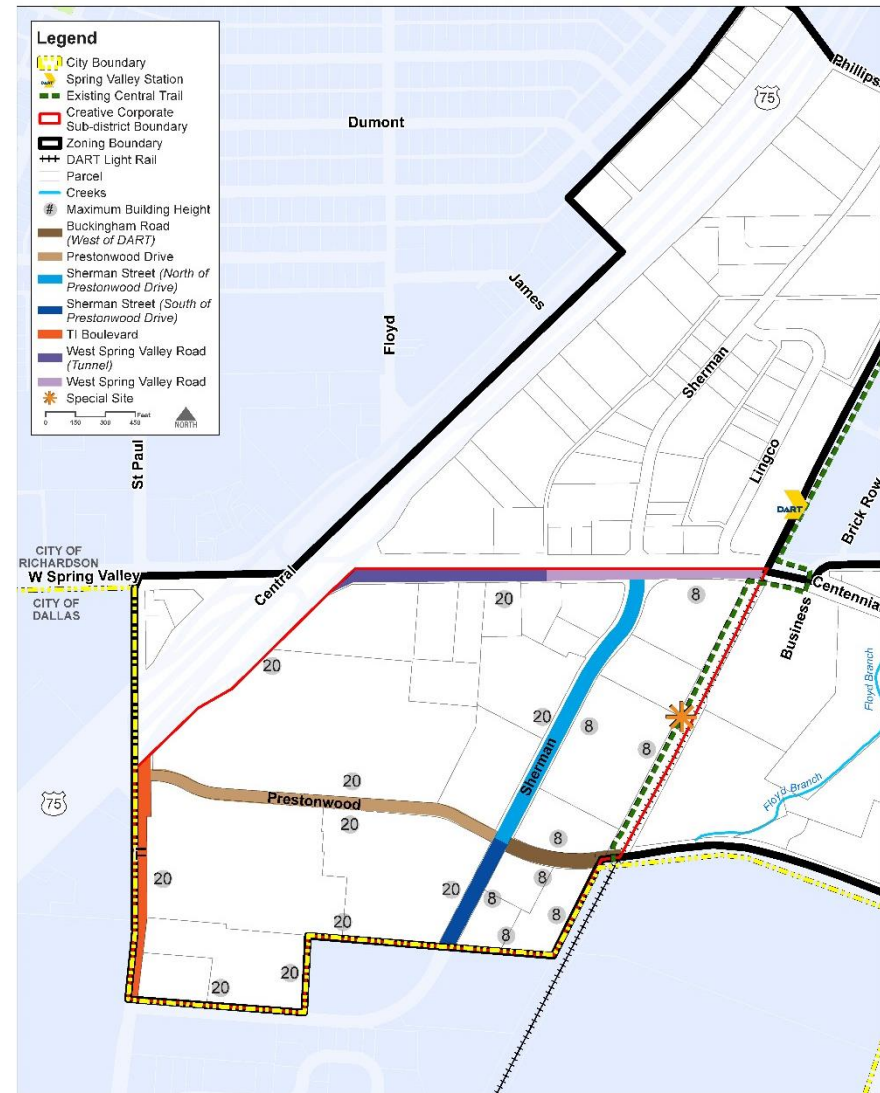 Legend
City Boundary
DART
Spring Valley Station
Existing Central Trail
Creative Corporate
Sub-district Boundary
Zoning Boundary
DART Light Rail
Parcel
Creeks
#
Maximum Building Height
Buckingham Road
(West of DART)
Prestonwood Drive
Sherman Street (North of
Prestonwood Drive)
Sherman Street (South of
Prestonwood Drive)
TI Boulevard
West Spring Valley Road
(Tunnel)
West Spring Valley Road
Special Site
Feet
0 150 300 450
NORTH
75
Phillips
Dumont
James
Floyd
Sherman
St Paul
Lingco
DART
Brick Row
CITY OF
RICHARDSON
W Spring Valley
CITY OF
DALLAS
Central
Centennial
Business
20
8
20
20
8
Sherman
8
Floyd Branch
Floyd Branch
75
20
Prestonwood
20
8
TI
20
20
8
8
20
8
8
20
20